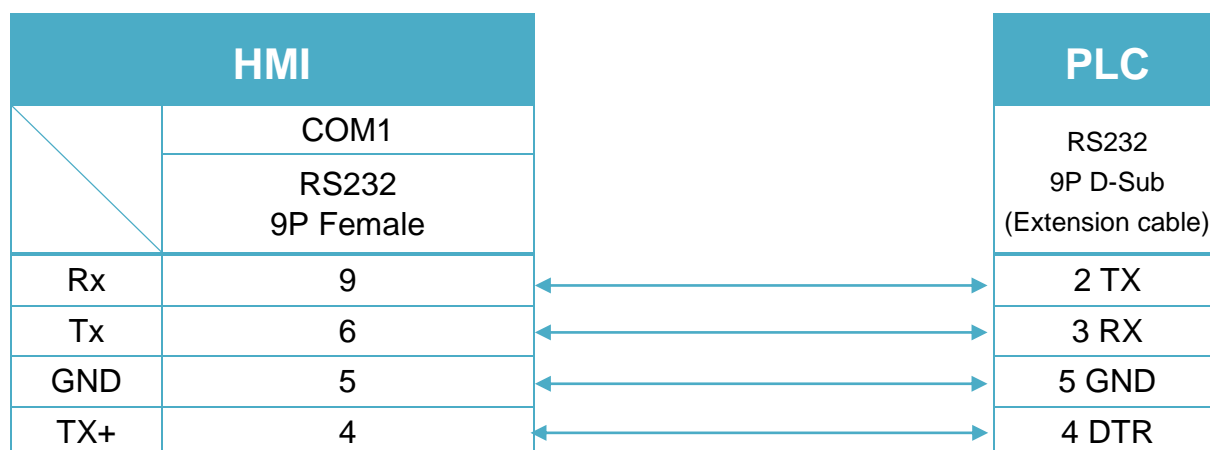 HMI
PLC
COM1
RS232
9P Female
RS232
9P D-Sub
(Extension cable)
Rx 9 2 TX
Tx 6 3 RX
GND 5 5 GND
TX+ 4 4 DTR